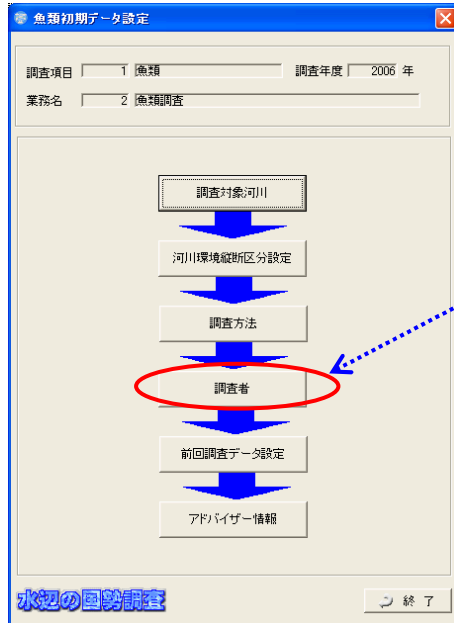 魚類初期データ設定
調査項目 1 魚類 調査年度 2006 年
業務名 2 魚類調査
調査対象河川
河川環境縦断区分設定
調査方法
調査者
前回調査データ設定
アドバイザー情報
水辺の国勢調査 終了